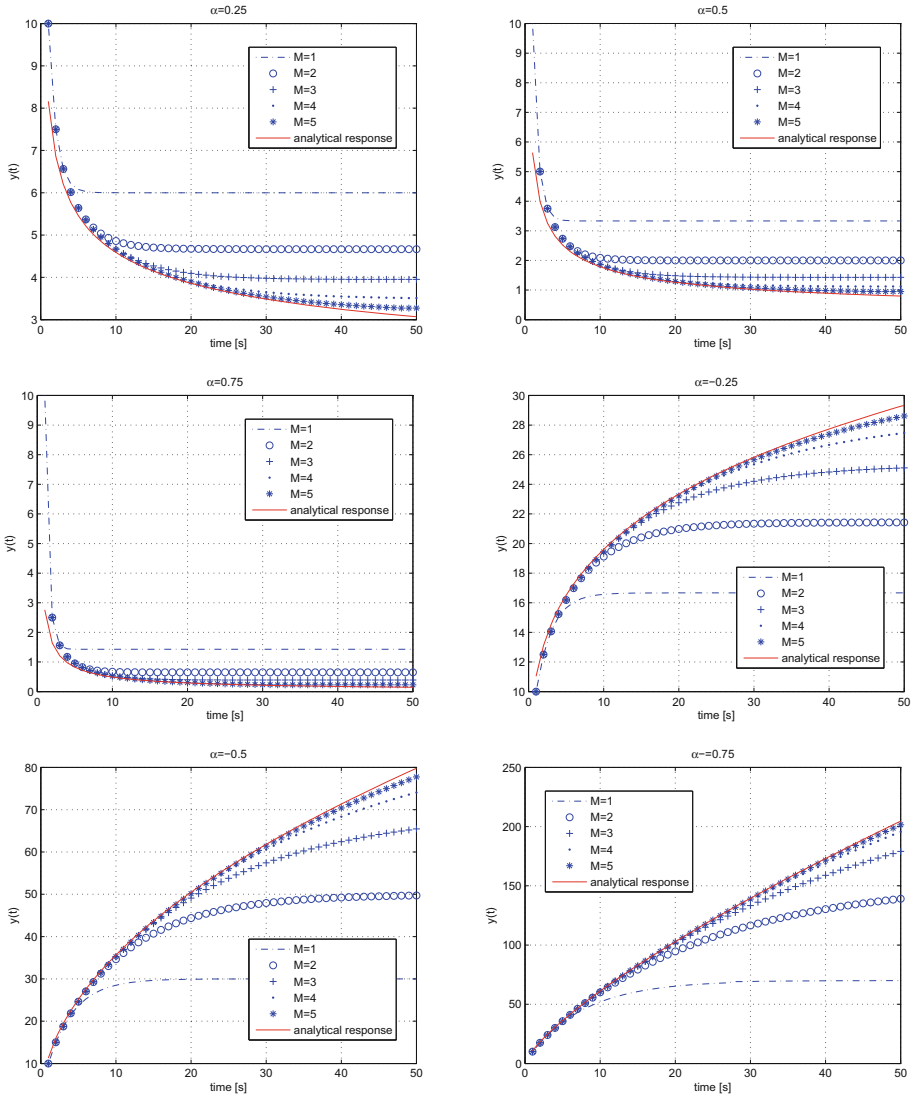 α=0.25
10
9
8
7
6
5
4
3
0
10
20
30
40
50
y(t)
time [s]
M=1
M=2
M=3
M=4
M=5
analytical response
α=0.5
10
9
8
7
6
5
4
3
2
1
0
0
10
20
30
40
50
y(t)
time [s]
M=1
M=2
M=3
M=4
M=5
analytical response
α=0.75
10
9
8
7
6
5
4
3
2
1
0
0
10
20
30
40
50
y(t)
time [s]
M=1
M=2
M=3
M=4
M=5
analytical response
α=−0.25
30
28
26
24
22
20
18
16
14
12
10
0
10
20
30
40
50
y(t)
time [s]
M=1
M=2
M=3
M=4
M=5
analytical response
α=−0.5
80
70
60
50
40
30
20
10
0
10
20
30
40
50
y(t)
time [s]
M=1
M=2
M=3
M=4
M=5
analytical response
α−=0.75
250
200
150
100
50
0
0
10
20
30
40
50
y(t)
time [s]
M=1
M=2
M=3
M=4
M=5
analytical response